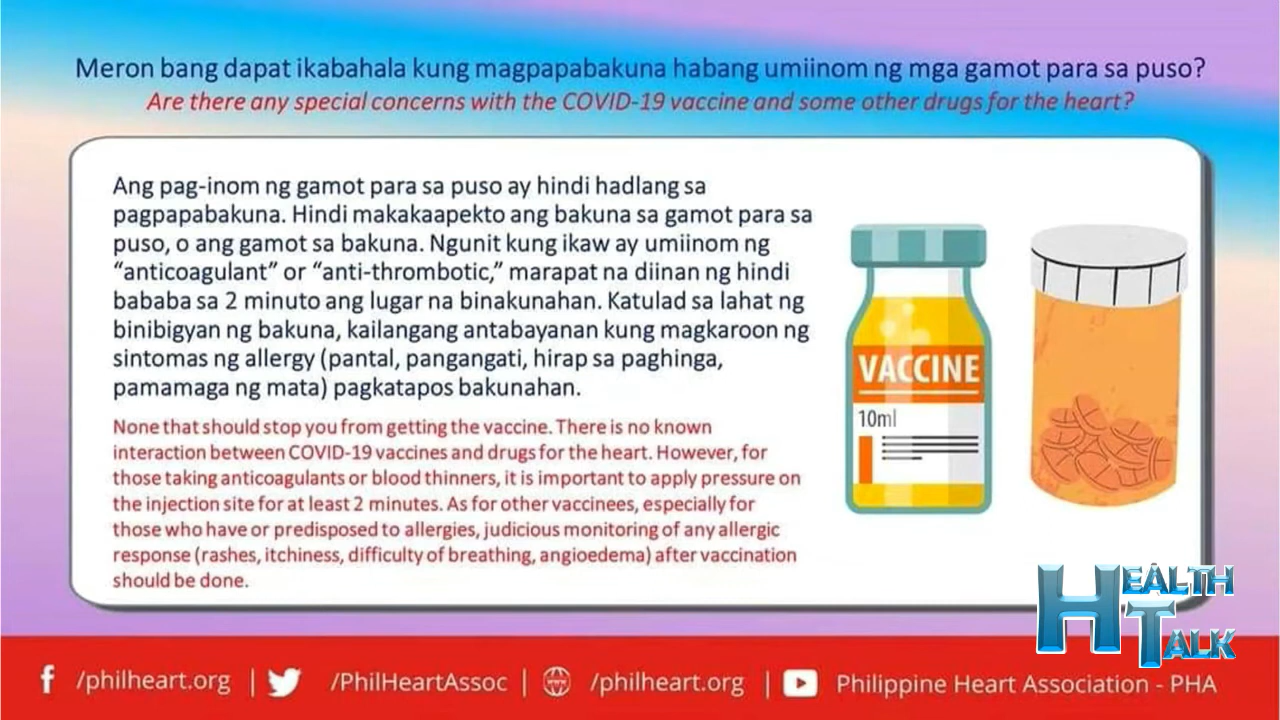 Meron bang dapat ikabahala kung magpapabakuna habang umiinom ng mga gamot para sa puso?
Are there any special concerns with the COVID-19 vaccine and some other drugs for the heart?
Ang pag-inom ng gamot para sa puso ay hindi hadlang sa
pagpapabakuna. Hindi makakaapekto ang bakuna sa gamot para sa
puso, o ang gamot sa bakuna. Ngunit kung ikaw ay umiinom ng
“anticoagulant” or “anti-thrombotic,” marapat na diinan ng hindi
bababa sa 2 minuto ang lugar na binakunahan. Katulad sa lahat ng
binibigyan ng bakuna, kailangang antabayanan kung magkaroon ng
sintomas ng allergy (pantal, pangangati, hirap sa paghinga,
pamamaga ng mata) pagkatapos bakunahan.
None that should stop you from getting the vaccine. There is no known
interaction between COVID-19 vaccines and drugs for the heart. However, for
those taking anticoagulants or blood thinners, it is important to apply pressure on
the injection site for at least 2 minutes. As for other vaccinees, especially for
those who have or predisposed to allergies, judicious monitoring of any allergic
response (rashes, itchiness, difficulty of breathing, angioedema) after vaccination
should be done.
VACCINE
10ml
HEALTH
TALK
/philheart.org | /PhilHeartAssoc | www /philheart.org | Philippine Heart Association - PHA